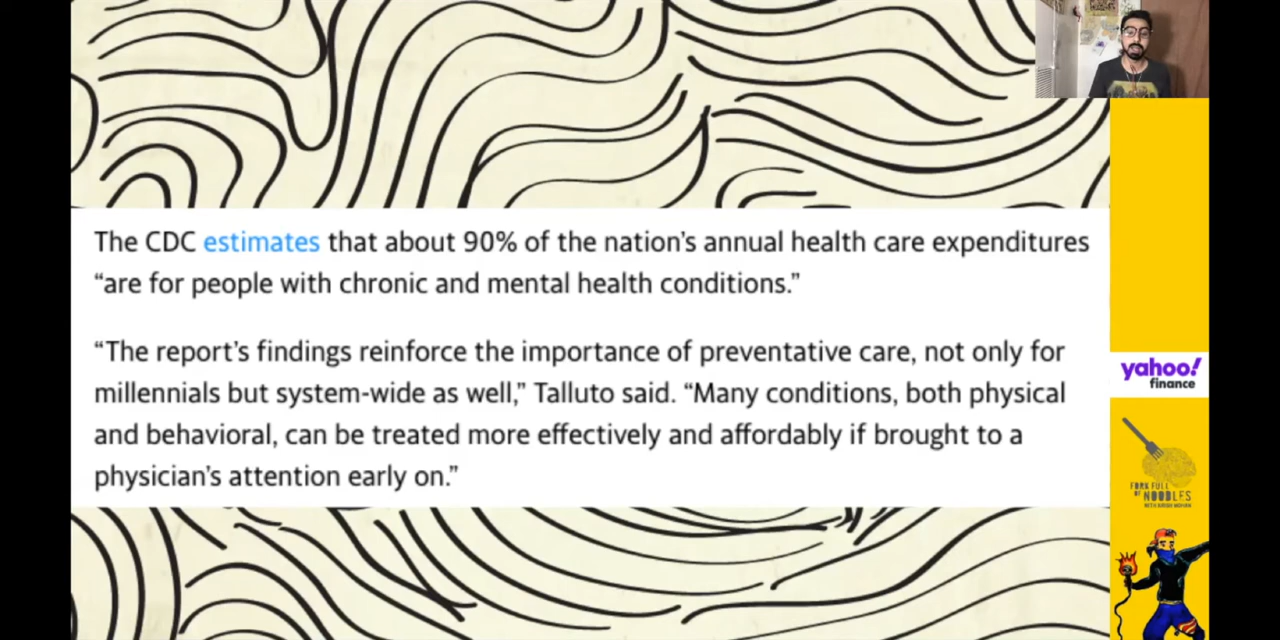 The CDC estimates that about 90% of the nation’s annual health care expenditures
“are for people with chronic and mental health conditions.”
“The report’s findings reinforce the importance of preventative care, not only for
millennials but system-wide as well,” Talluto said. “Many conditions, both physical
and behavioral, can be treated more effectively and affordably if brought to a
physician’s attention early on.”
yahoo!
finance
FORK FULL
OF NOODLES
WITH KRISH MOHAN